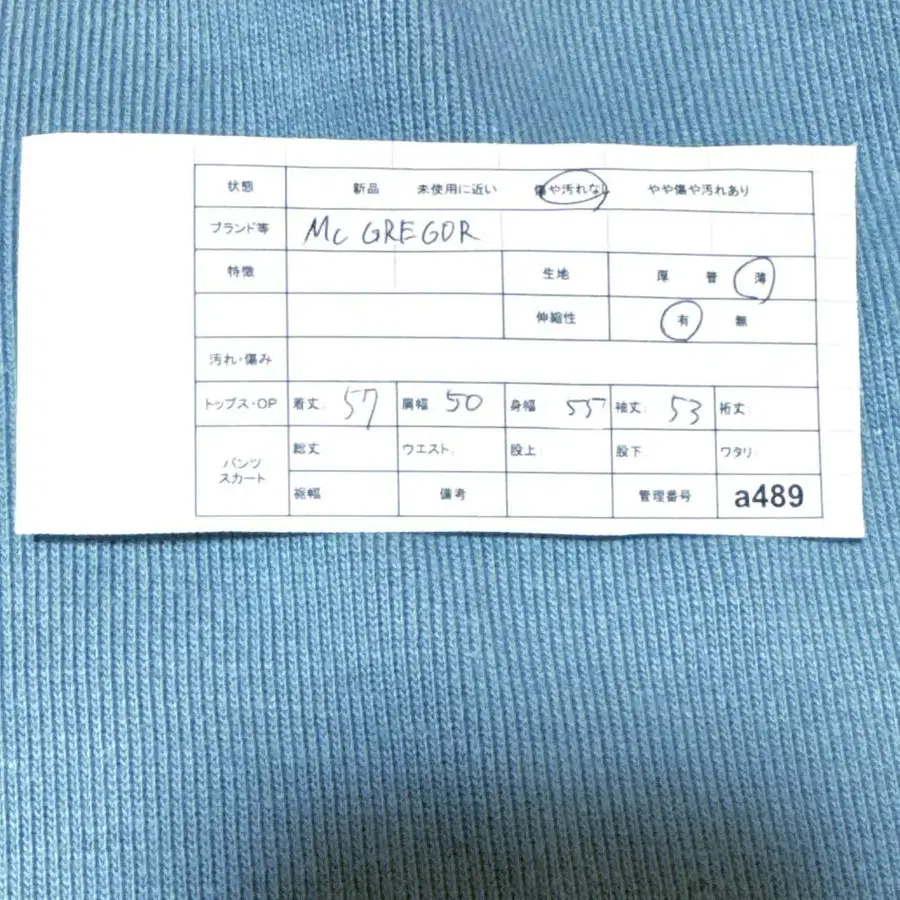 状態 新品 未使用に近い 傷や汚れなし やや傷や汚れあり
ブランド等 Mc GREGOR
特徴 生地 厚 普 薄
伸縮性 有 無
汚れ・傷み
トップス・OP 着丈: 57 肩幅: 50 身幅: 55 袖丈: 53 裄丈:
パンツ スカート 総丈 ウエスト: 股上: 股下: ワタリ:
裾幅 備考 管理番号 a489